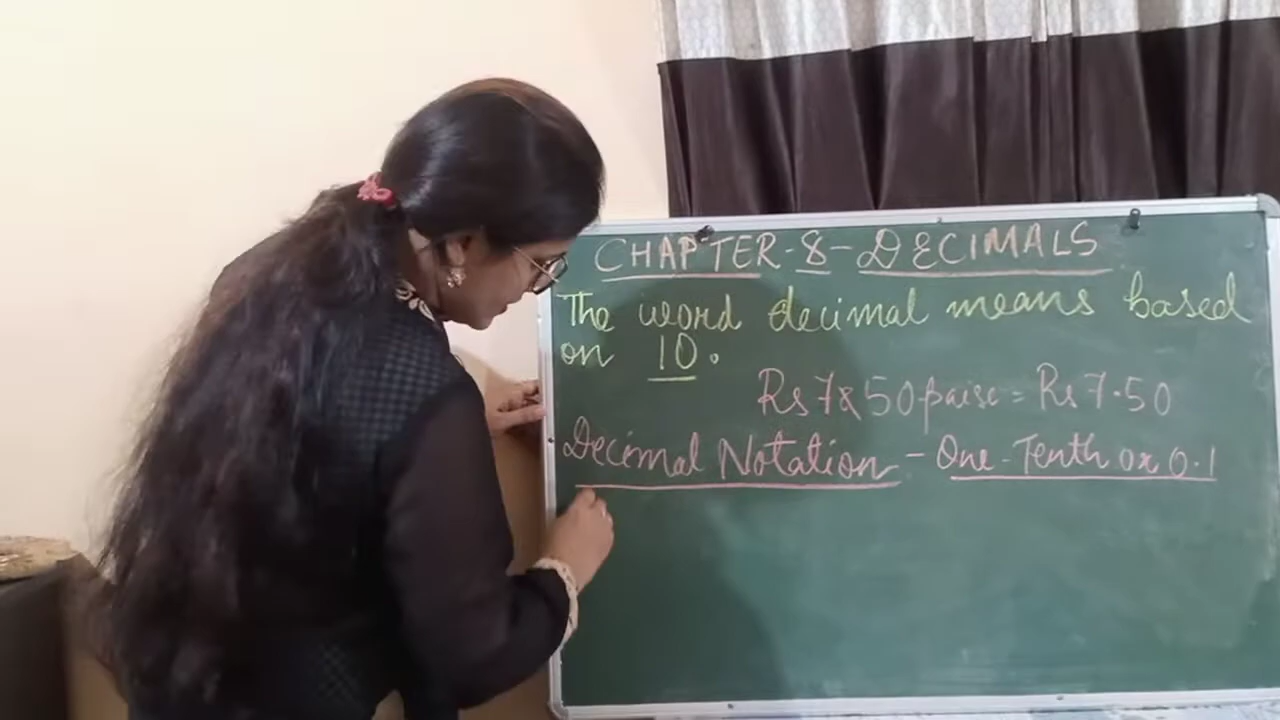 CHAPTER-8-DECIMALS
The word decimal means based
on 10.
Rs 7 & 50 paise = Rs 7.50
Decimal Notation - One-Tenth or 0.1